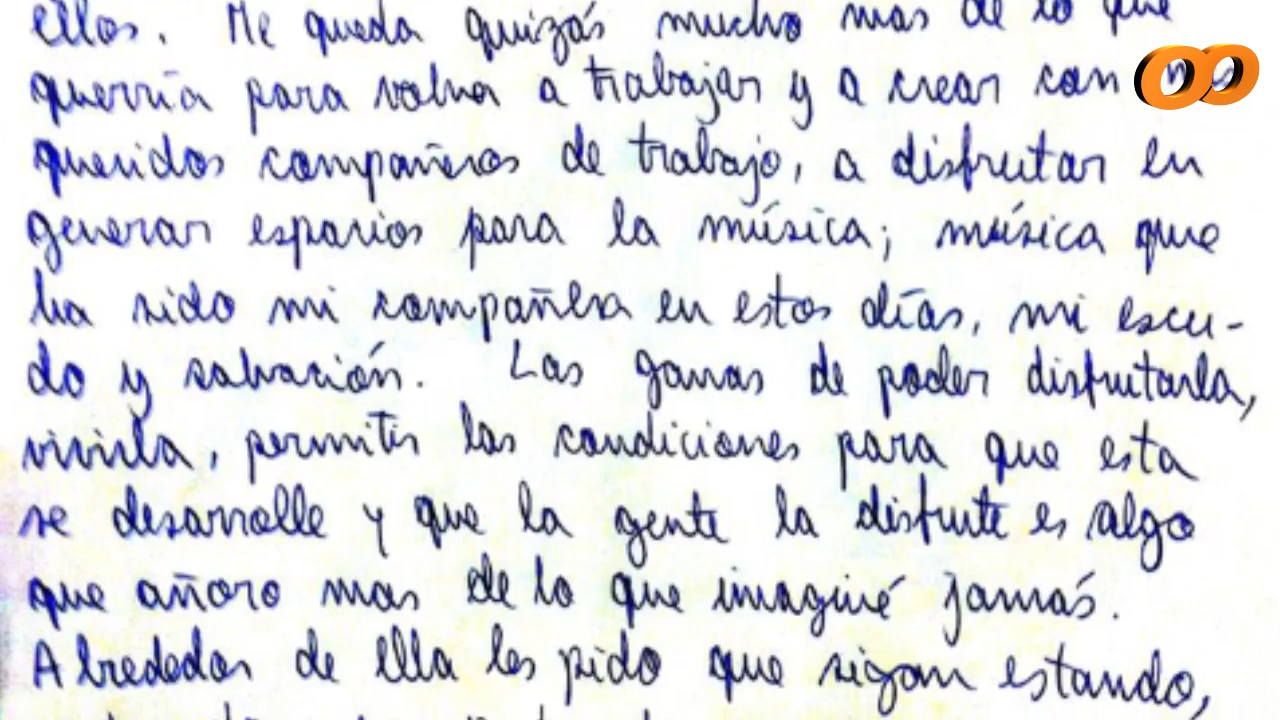 ellos. Me queda quizás mucho mas de lo que
querría para volver a trabajar y a crear con
queridos compañeros de trabajo, a disfrutar en
generar espacios para la música; música que
ha sido mi compañera en estos días, mi escu-
do y salvación. Las ganas de poder disfrutarla,
vivirla, permitir las condiciones para que esta
se desarrolle y que la gente la disfrute es algo
que añoro mas de lo que imaginé jamás.
Alrededor de ella les pido que sigan estando,